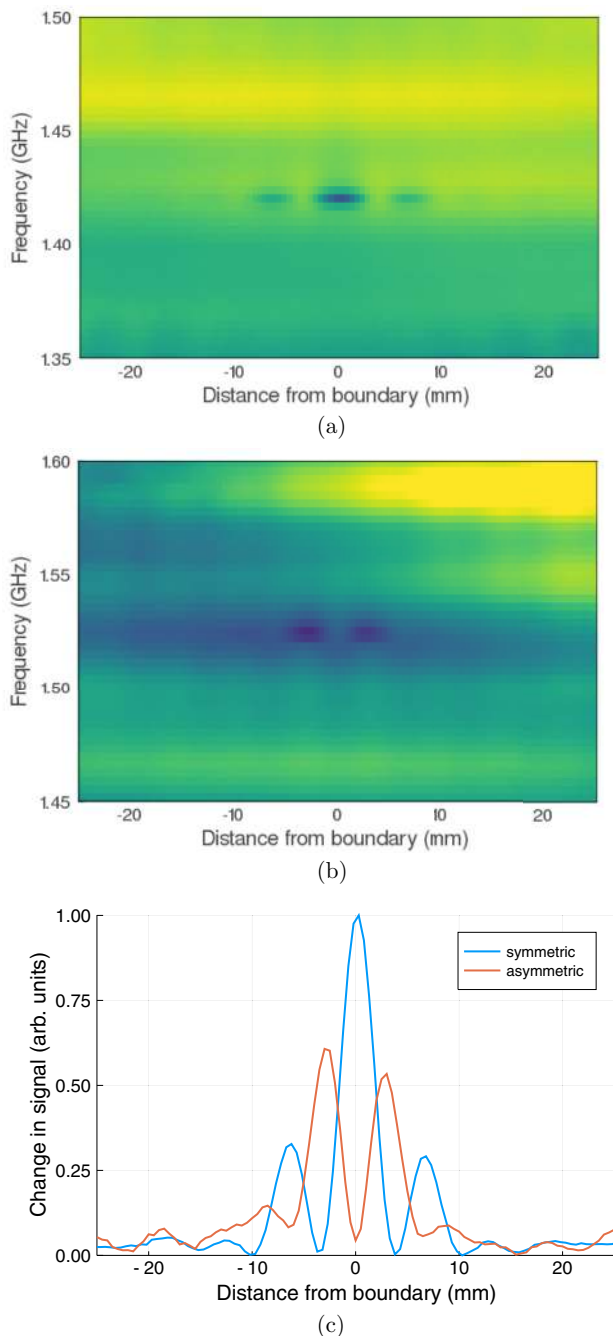 1.50
1.45
1.40
1.35
Frequency (GHz)
-20 -10 0 10 20
Distance from boundary (mm)
(a)
1.60
1.55
1.50
1.45
Frequency (GHz)
-20 -10 0 10 20
Distance from boundary (mm)
(b)
1.00
0.75
0.50
0.25
0.00
Change in signal (arb. units)
symmetric
asymmetric
-20 -10 0 10 20
Distance from boundary (mm)
(c)